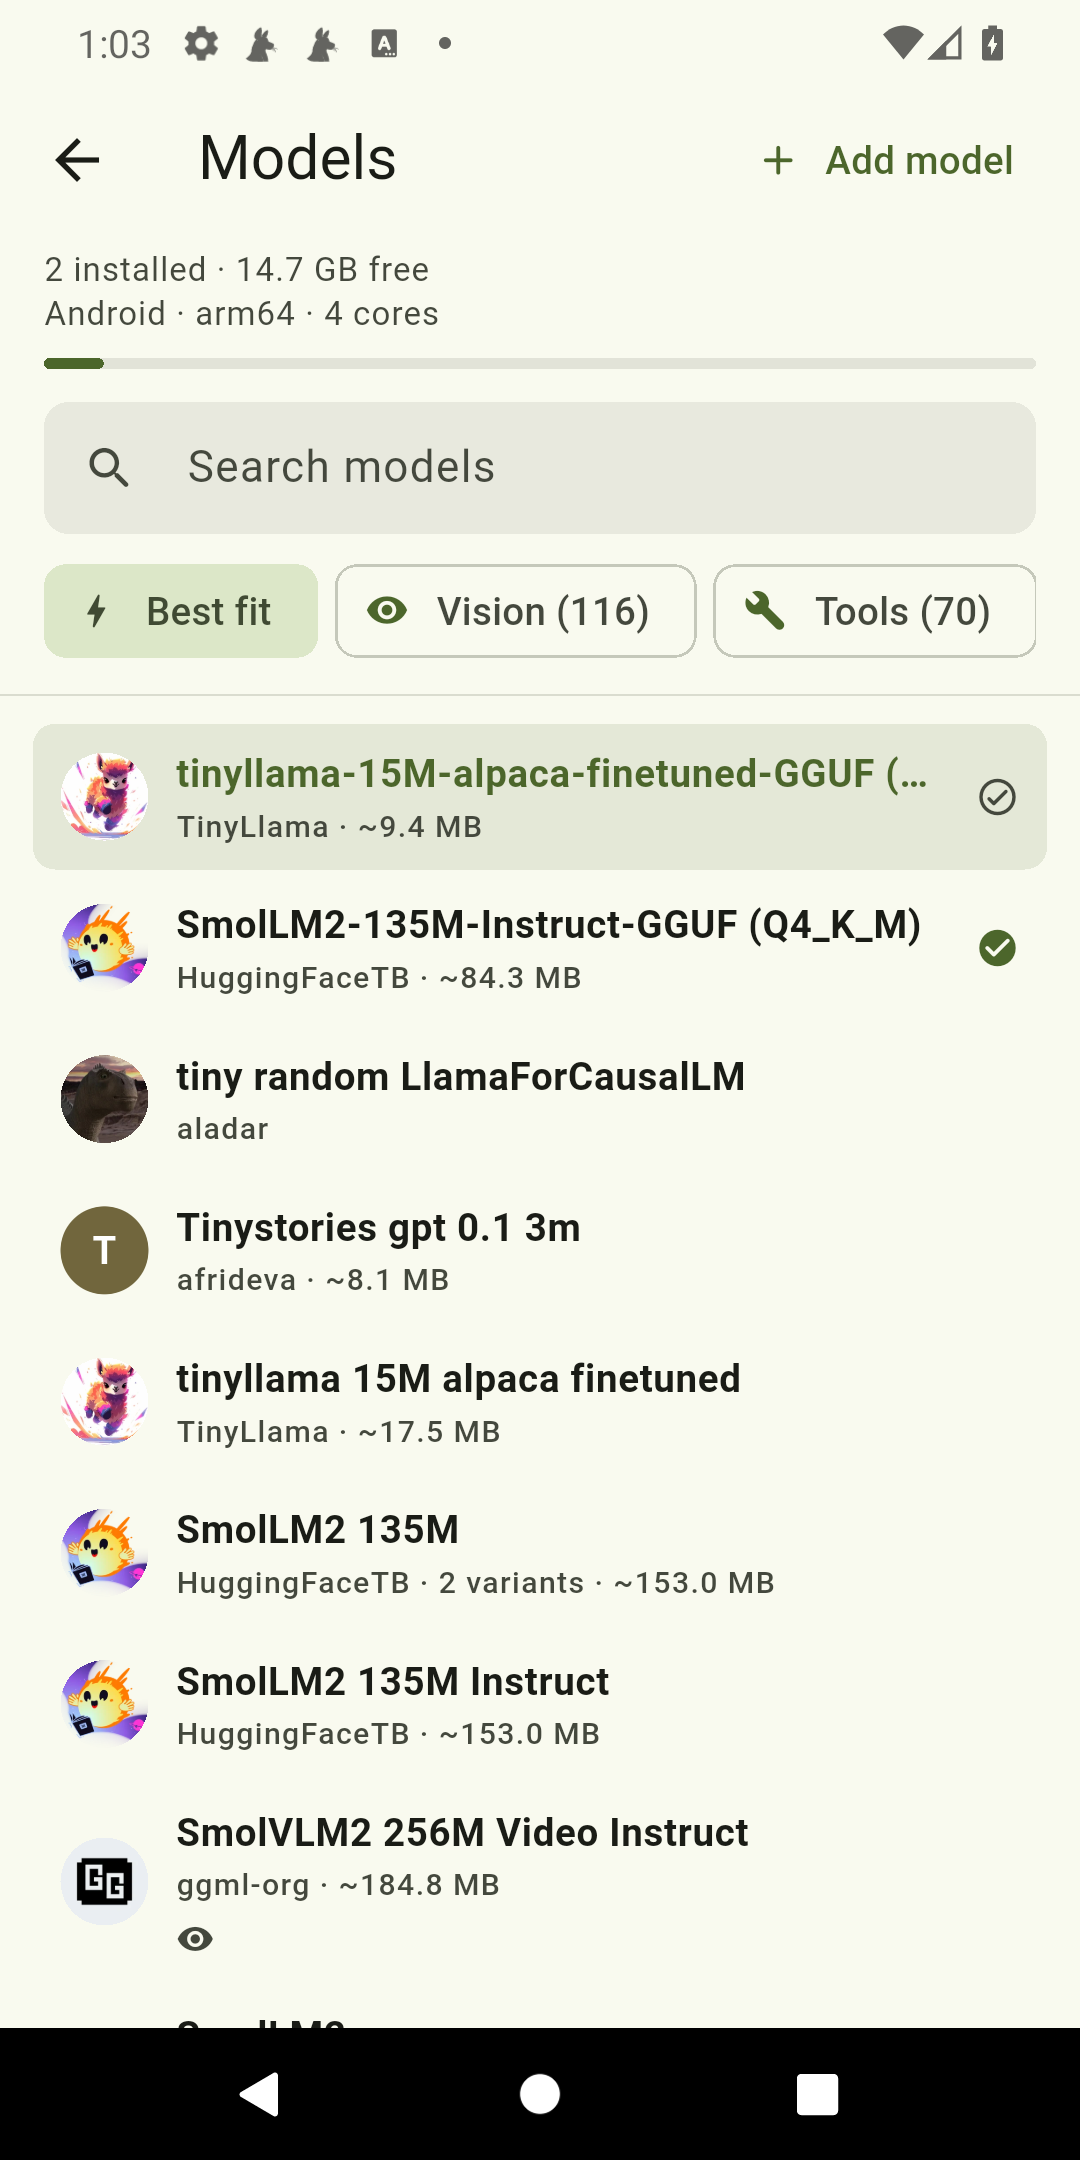 1:03
Models
Add model
2 installed · 14.7 GB free
Android · arm64 · 4 cores
Search models
Best fit
Vision (116)
Tools (70)
tinyllama-15M-alpaca-finetuned-GGUF (…
TinyLlama · ~9.4 MB
SmolLM2-135M-Instruct-GGUF (Q4_K_M)
HuggingFaceTB · ~84.3 MB
tiny random LlamaForCausalLM
aladar
T
Tinystories gpt 0.1 3m
afrideva · ~8.1 MB
tinyllama 15M alpaca finetuned
TinyLlama · ~17.5 MB
SmolLM2 135M
HuggingFaceTB · 2 variants · ~153.0 MB
SmolLM2 135M Instruct
HuggingFaceTB · ~153.0 MB
SmolVLM2 256M Video Instruct
GG
ggml-org · ~184.8 MB